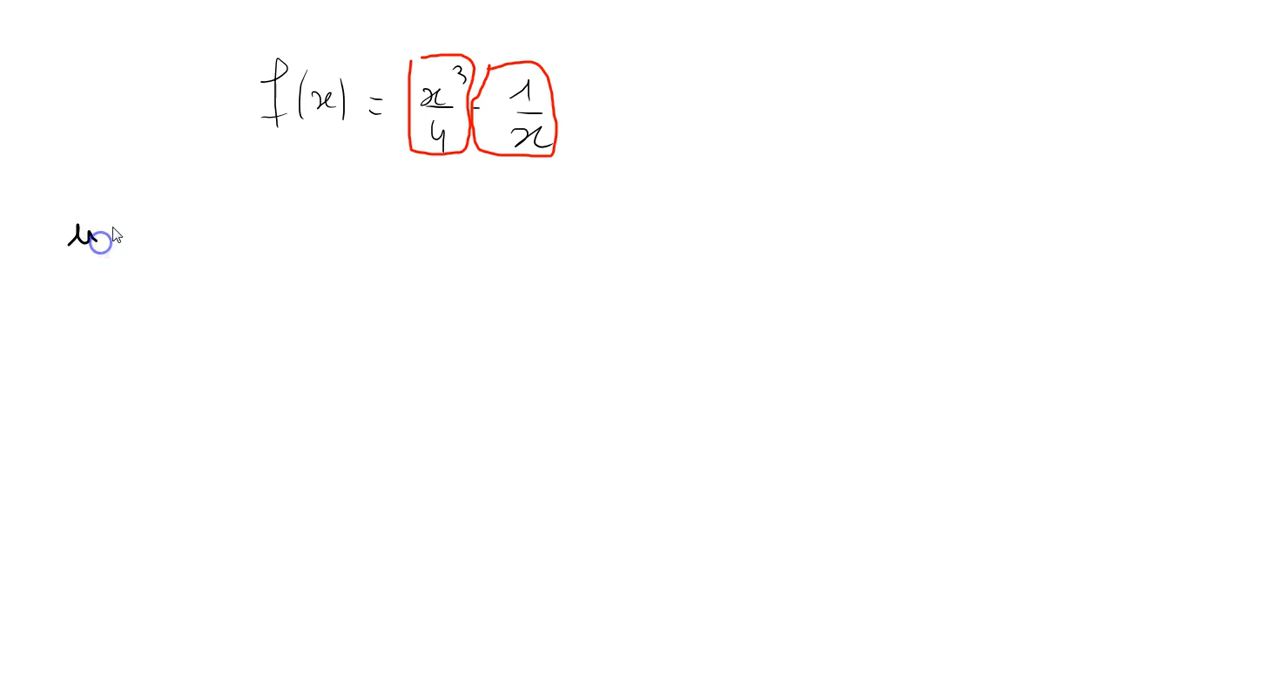 f(x) = x³/4 - 1/x
u